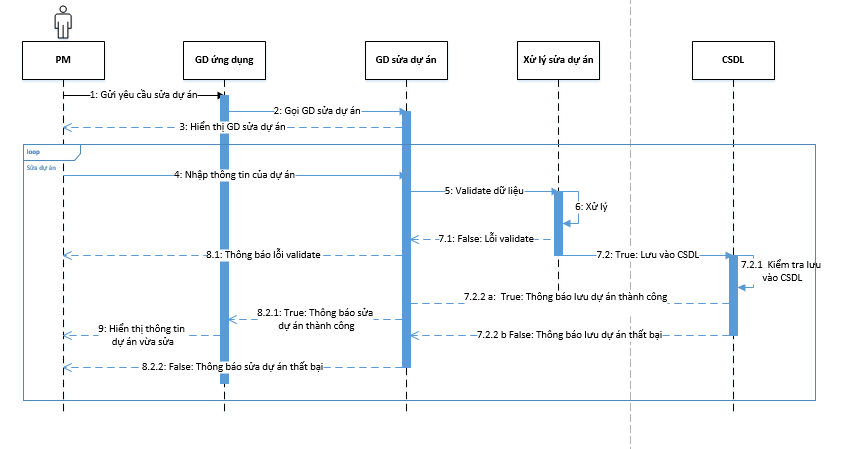 PM
GD ứng dụng
GD sửa dự án
Xử lý sửa dự án
CSDL
1: Gửi yêu cầu sửa dự án
2: Gọi GD sửa dự án
3: Hiển thị GD sửa dự án
loop
Sửa dự án
4: Nhập thông tin của dự án
5: Validate dữ liệu
6: Xử lý
7.1: False: Lỗi validate
8.1: Thông báo lỗi validate
7.2: True: Lưu vào CSDL
7.2.1 Kiểm tra lưu
vào CSDL
7.2.2 a: True: Thông báo lưu dự án thành công
8.2.1: True: Thông báo sửa
dự án thành công
9: Hiển thị thông tin
dự án vừa sửa
7.2.2 b False: Thông báo lưu dự án thất bại
8.2.2: False: Thông báo sửa dự án thất bại